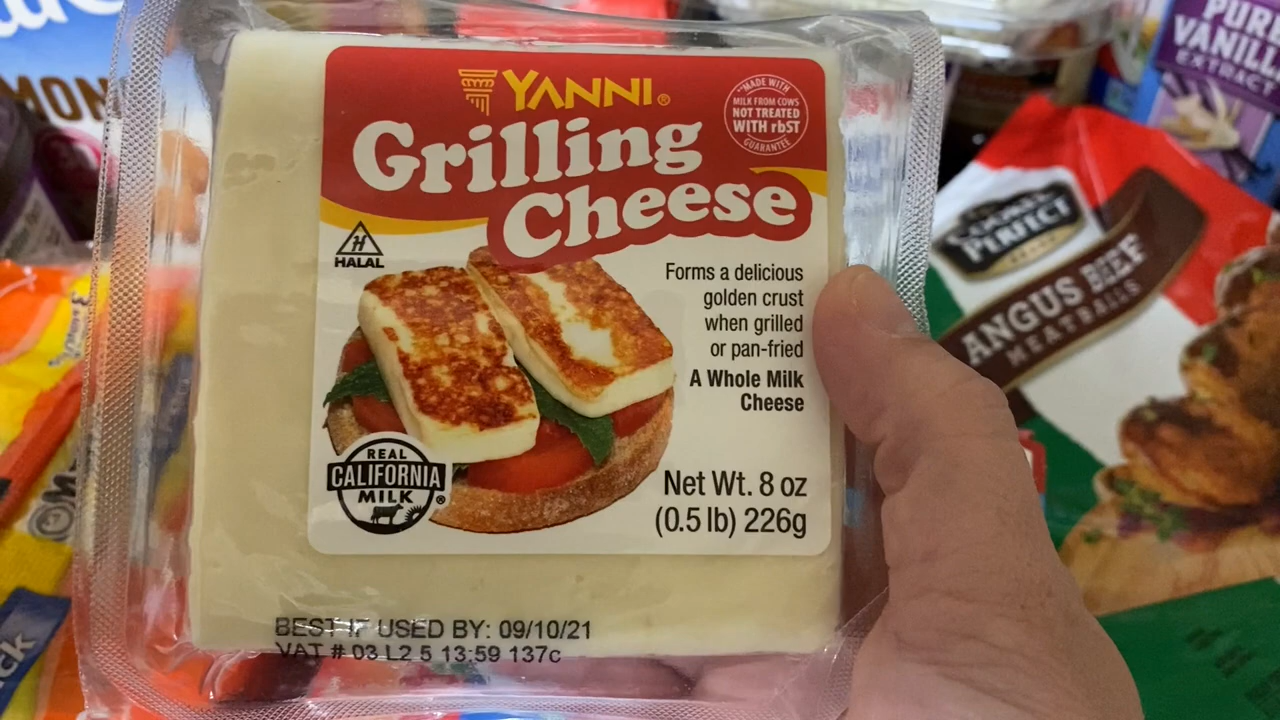 YANNI®
Grilling
Cheese
MADE WITH
MILK FROM COWS
NOT TREATED
WITH rbST
GUARANTEE
H
HALAL
Forms a delicious
golden crust
when grilled
or pan-fried
A Whole Milk
Cheese
REAL
CALIFORNIA
MILK
®
Net Wt. 8 oz
(0.5 lb) 226g
BEST IF USED BY: 09/10/21
VAT # 03 L2 5 13:59 137c
PURE
VANILL
EXTRACT
PERFECT
ANGUS BEEF
MEATBALLS
MON